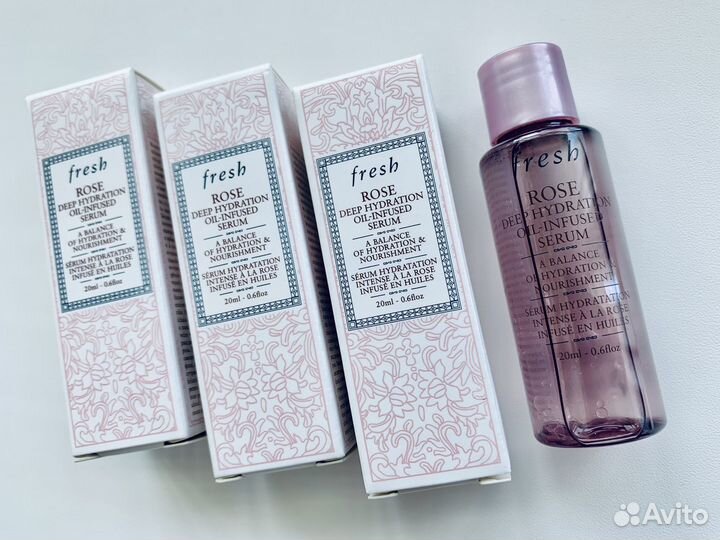 fresh
ROSE
DEEP HYDRATION
OIL-INFUSED
SERUM
A BALANCE
OF HYDRATION &
NOURISHMENT
SÉRUM HYDRATATION
INTENSE À LA ROSE
INFUSÉ EN HUILES
20ml - 0.6floz
fresh
ROSE
DEEP HYDRATION
OIL-INFUSED
SERUM
A BALANCE
OF HYDRATION &
NOURISHMENT
SÉRUM HYDRATATION
INTENSE À LA ROSE
INFUSÉ EN HUILES
20ml - 0.6floz
fresh
ROSE
DEEP HYDRATION
OIL-INFUSED
SERUM
A BALANCE
OF HYDRATION &
NOURISHMENT
SÉRUM HYDRATATION
INTENSE À LA ROSE
INFUSÉ EN HUILES
20ml - 0.6floz
fresh
ROSE
DEEP HYDRATION
OIL-INFUSED
SERUM
A BALANCE
OF HYDRATION &
NOURISHMENT
SÉRUM HYDRATATION
INTENSE À LA ROSE
INFUSÉ EN HUILES
20ml - 0.6floz
Avito